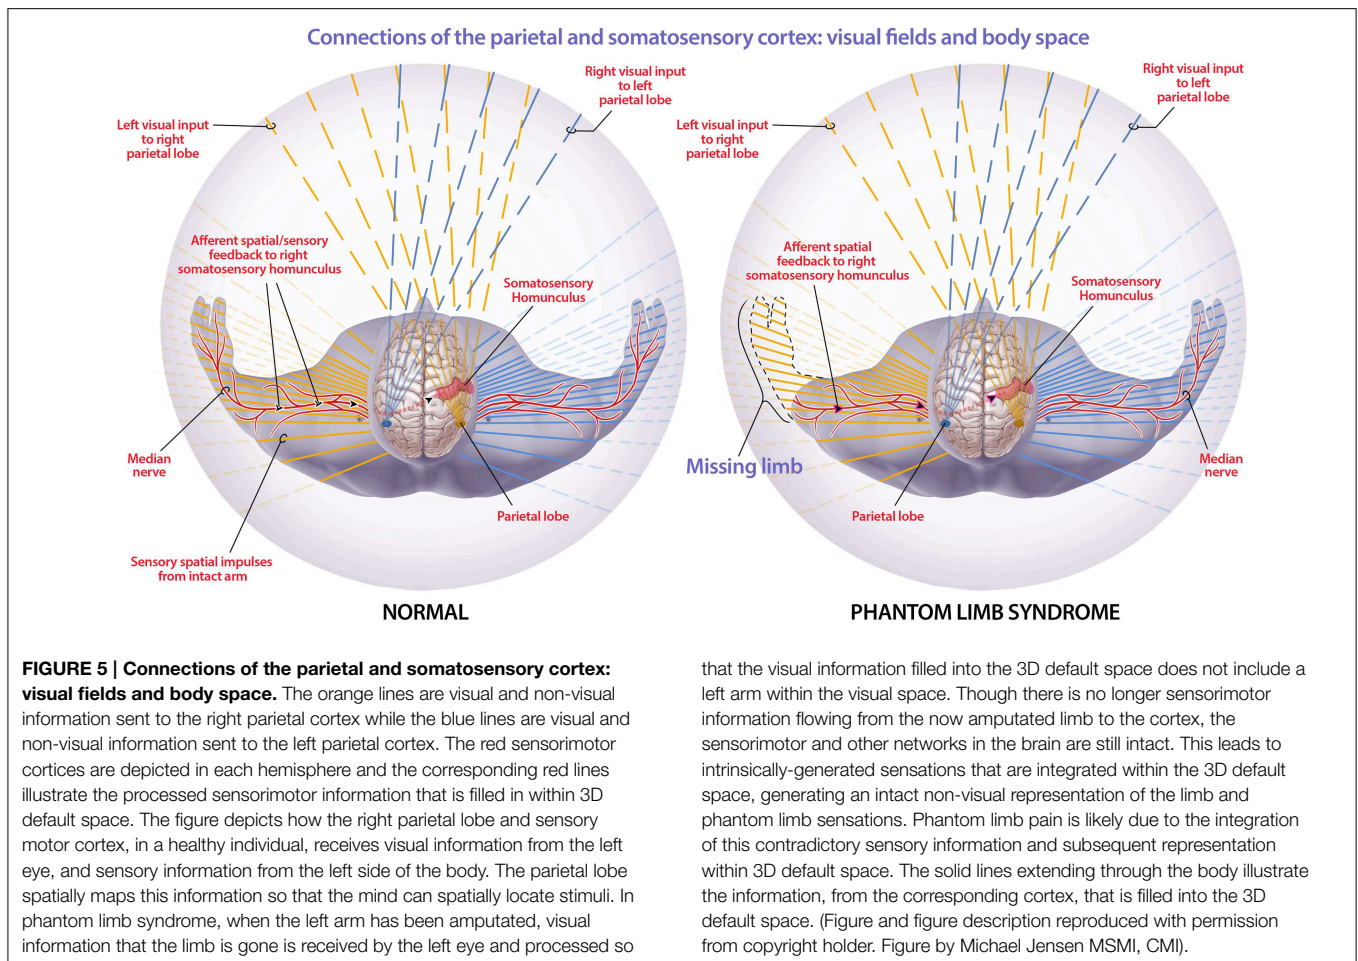 Connections of the parietal and somatosensory cortex: visual fields and body space
Right visual input
to left
parietal lobe
Left visual input
to right
parietal lobe
Afferent spatial/sensory
feedback to right
somatosensory homunculus
Somatosensory
Homunculus
Median
nerve
Parietal lobe
Sensory spatial impulses
from intact arm
NORMAL
Right visual input
to left
parietal lobe
Left visual input
to right
parietal lobe
Afferent spatial
feedback to right
somatosensory homunculus
Somatosensory
Homunculus
Missing limb
Median
nerve
Parietal lobe
PHANTOM LIMB SYNDROME
FIGURE 5 | Connections of the parietal and somatosensory cortex:
visual fields and body space. The orange lines are visual and non-visual
information sent to the right parietal cortex while the blue lines are visual and
non-visual information sent to the left parietal cortex. The red sensorimotor
cortices are depicted in each hemisphere and the corresponding red lines
illustrate the processed sensorimotor information that is filled in within 3D
default space. The figure depicts how the right parietal lobe and sensory
motor cortex, in a healthy individual, receives visual information from the left
eye, and sensory information from the left side of the body. The parietal lobe
spatially maps this information so that the mind can spatially locate stimuli. In
phantom limb syndrome, when the left arm has been amputated, visual
information that the limb is gone is received by the left eye and processed so
that the visual information filled into the 3D default space does not include a
left arm within the visual space. Though there is no longer sensorimotor
information flowing from the now amputated limb to the cortex, the
sensorimotor and other networks in the brain are still intact. This leads to
intrinsically-generated sensations that are integrated within the 3D default
space, generating an intact non-visual representation of the limb and
phantom limb sensations. Phantom limb pain is likely due to the integration
of this contradictory sensory information and subsequent representation
within 3D default space. The solid lines extending through the body illustrate
the information, from the corresponding cortex, that is filled into the 3D
default space. (Figure and figure description reproduced with permission
from copyright holder. Figure by Michael Jensen MSMI, CMI).